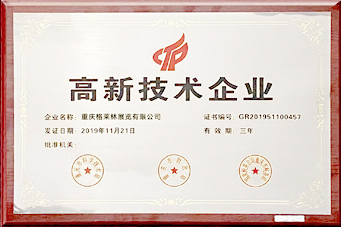 高新技术企业
企业名称：重庆格莱林展览有限公司 证书编号：GR201951100457
发证日期：2019年11月21日 有 效 期：三年
批准机关：